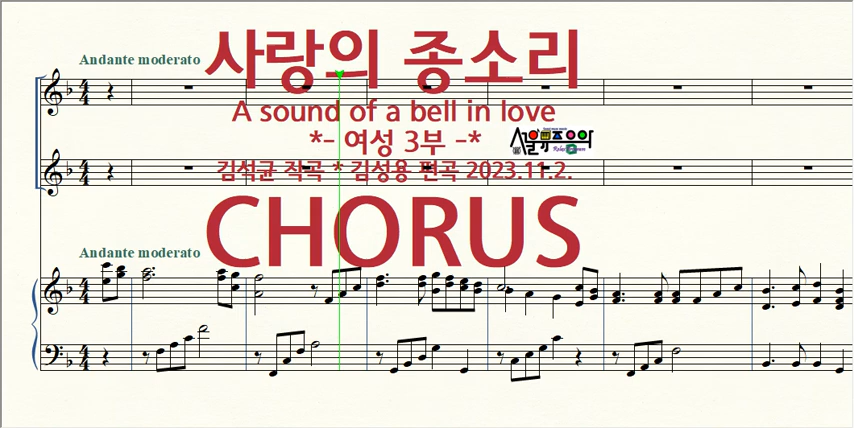 사랑의 종소리
Andante moderato
A sound of a bell in love
*- 여성 3부 -*
김석균 작곡 * 김성용 편곡 2023.11.2.
CHORUS
Andante moderato